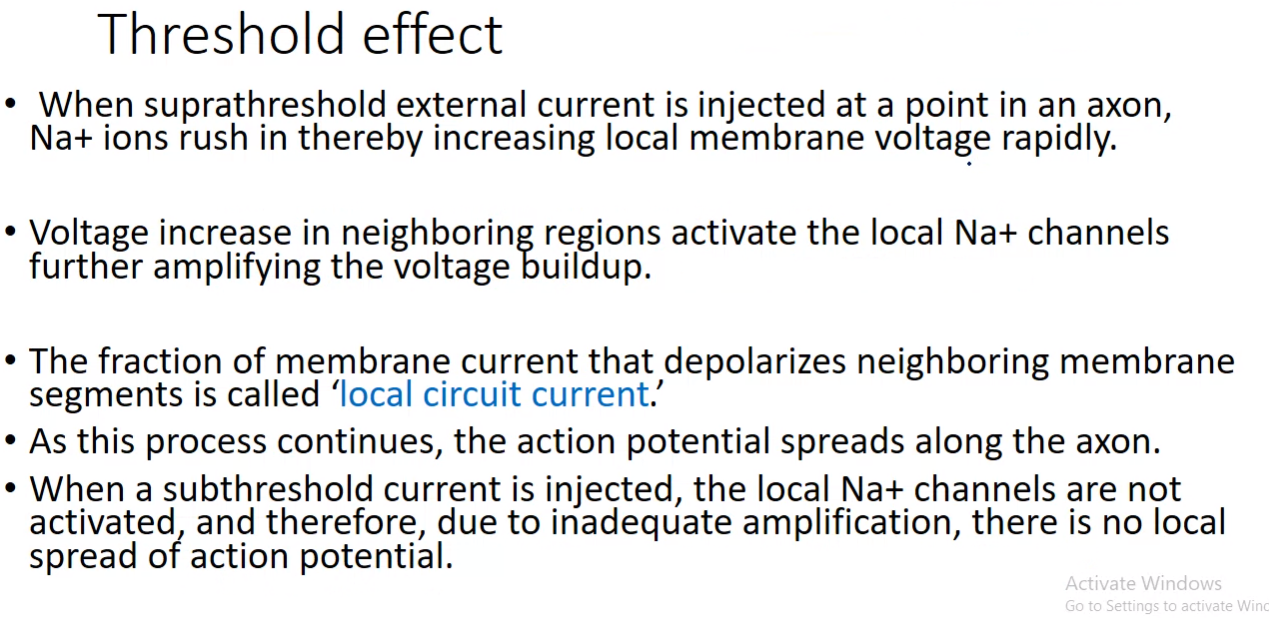 Threshold effect
• When suprathreshold external current is injected at a point in an axon,
Na+ ions rush in thereby increasing local membrane voltage rapidly.
• Voltage increase in neighboring regions activate the local Na+ channels
further amplifying the voltage buildup.
• The fraction of membrane current that depolarizes neighboring membrane
segments is called ‘local circuit current.’
• As this process continues, the action potential spreads along the axon.
• When a subthreshold current is injected, the local Na+ channels are not
activated, and therefore, due to inadequate amplification, there is no local
spread of action potential.
Activate Windows
Go to Settings to activate Winc